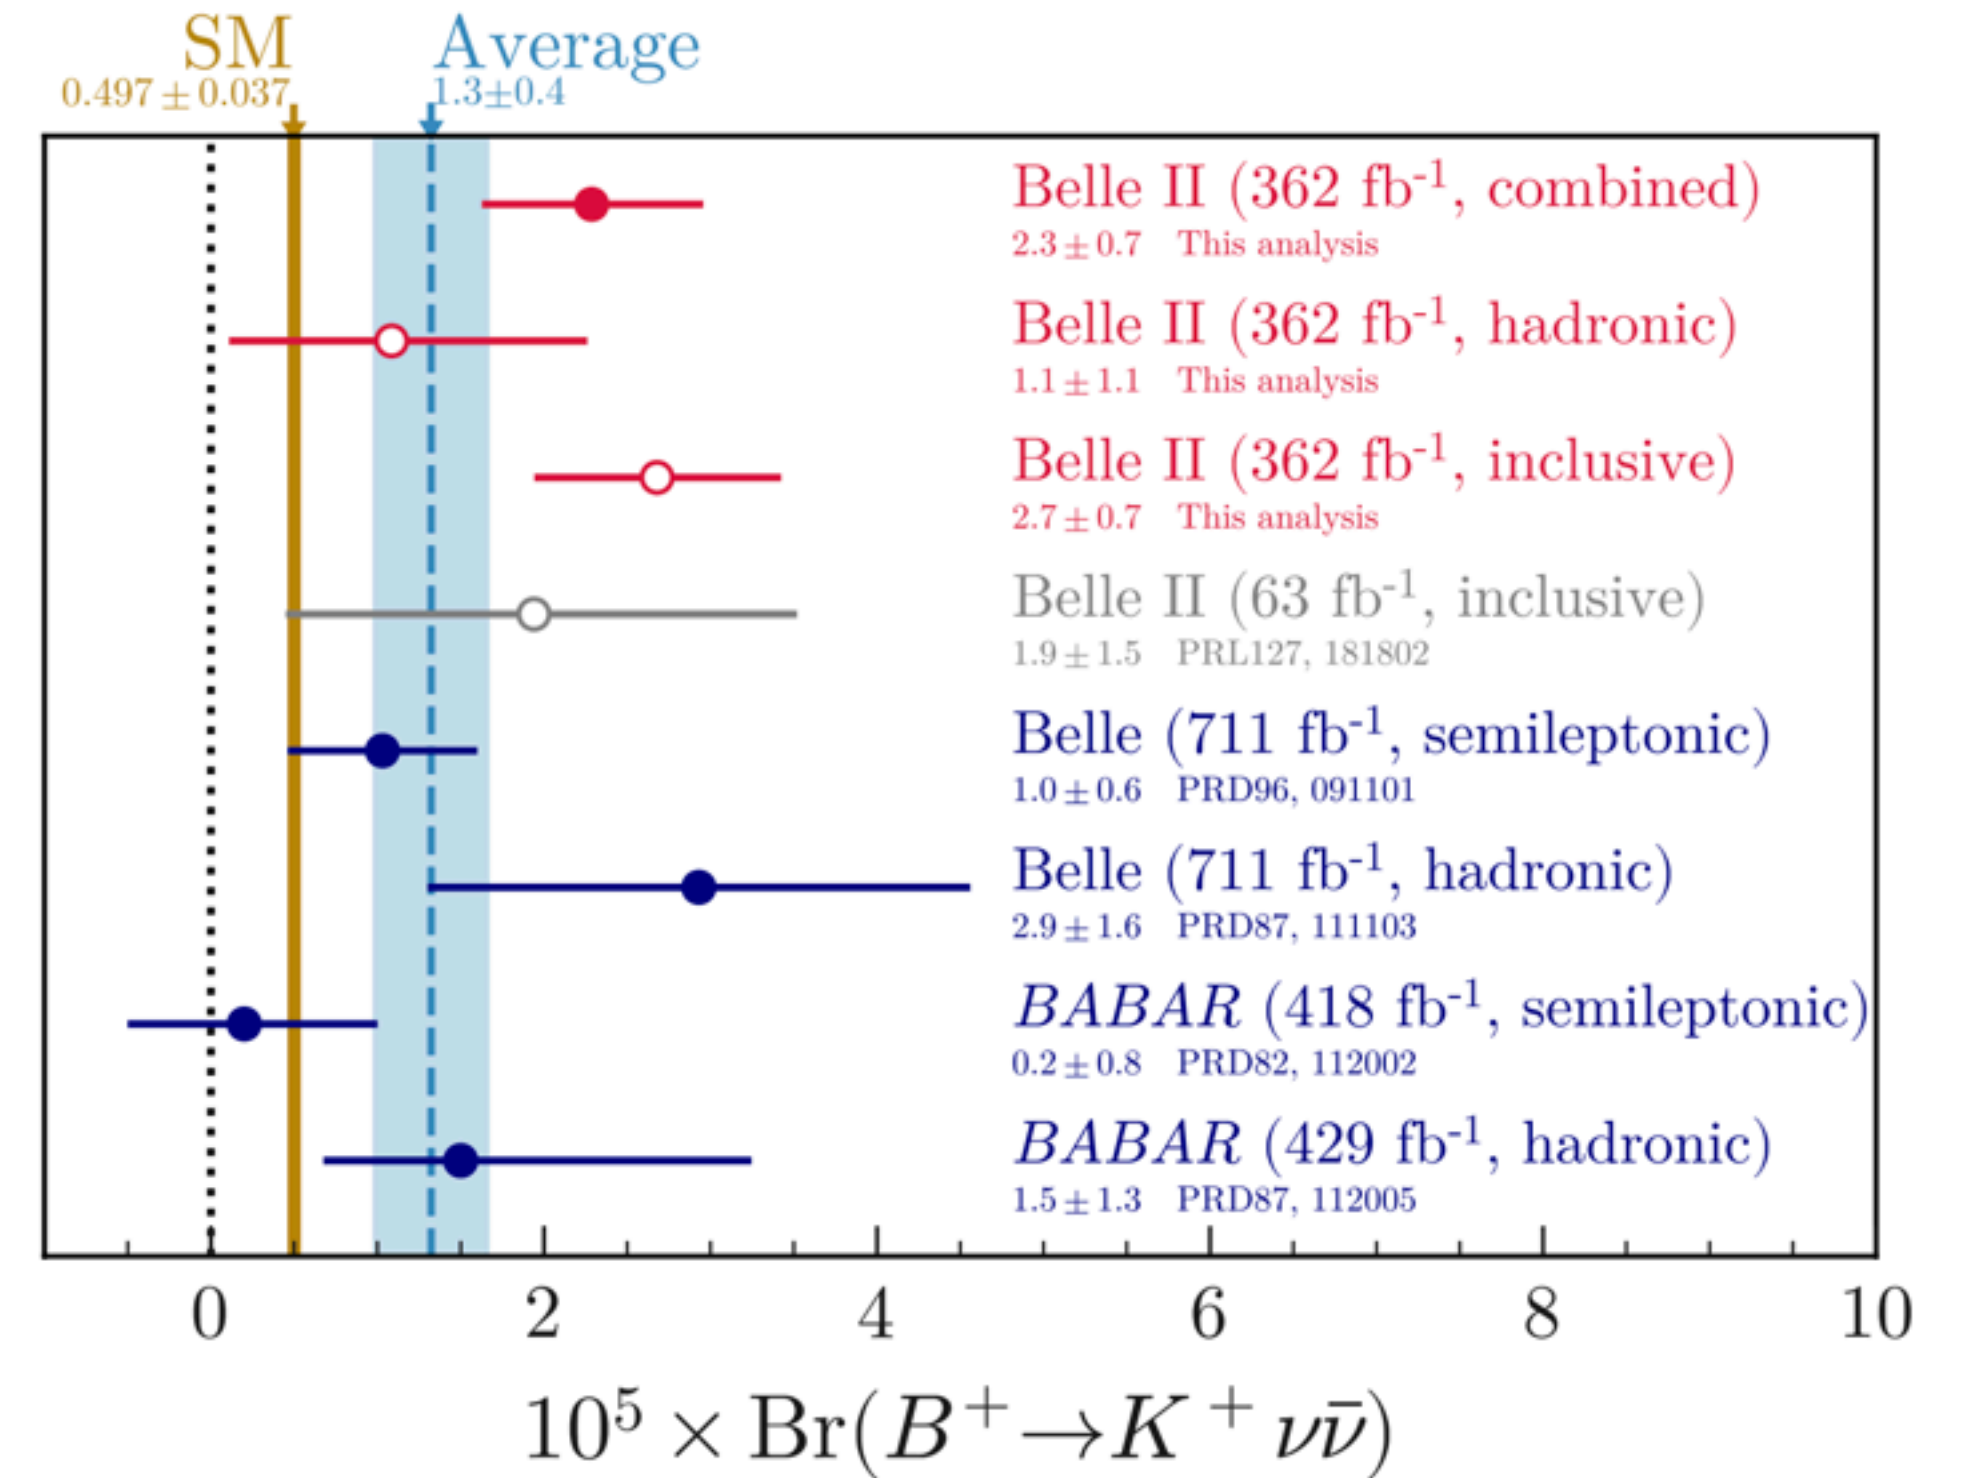 SM
0.497 ± 0.037
Average
1.3±0.4
Belle II (362 fb⁻¹, combined)
2.3 ± 0.7 This analysis
Belle II (362 fb⁻¹, hadronic)
1.1 ± 1.1 This analysis
Belle II (362 fb⁻¹, inclusive)
2.7 ± 0.7 This analysis
Belle II (63 fb⁻¹, inclusive)
1.9 ± 1.5 PRL127, 181802
Belle (711 fb⁻¹, semileptonic)
1.0 ± 0.6 PRD96, 091101
Belle (711 fb⁻¹, hadronic)
2.9 ± 1.6 PRD87, 111103
BABAR (418 fb⁻¹, semileptonic)
0.2 ± 0.8 PRD82, 112002
BABAR (429 fb⁻¹, hadronic)
1.5 ± 1.3 PRD87, 112005
0 2 4 6 8 10
10⁵ × Br(B⁺→K⁺νν̄)